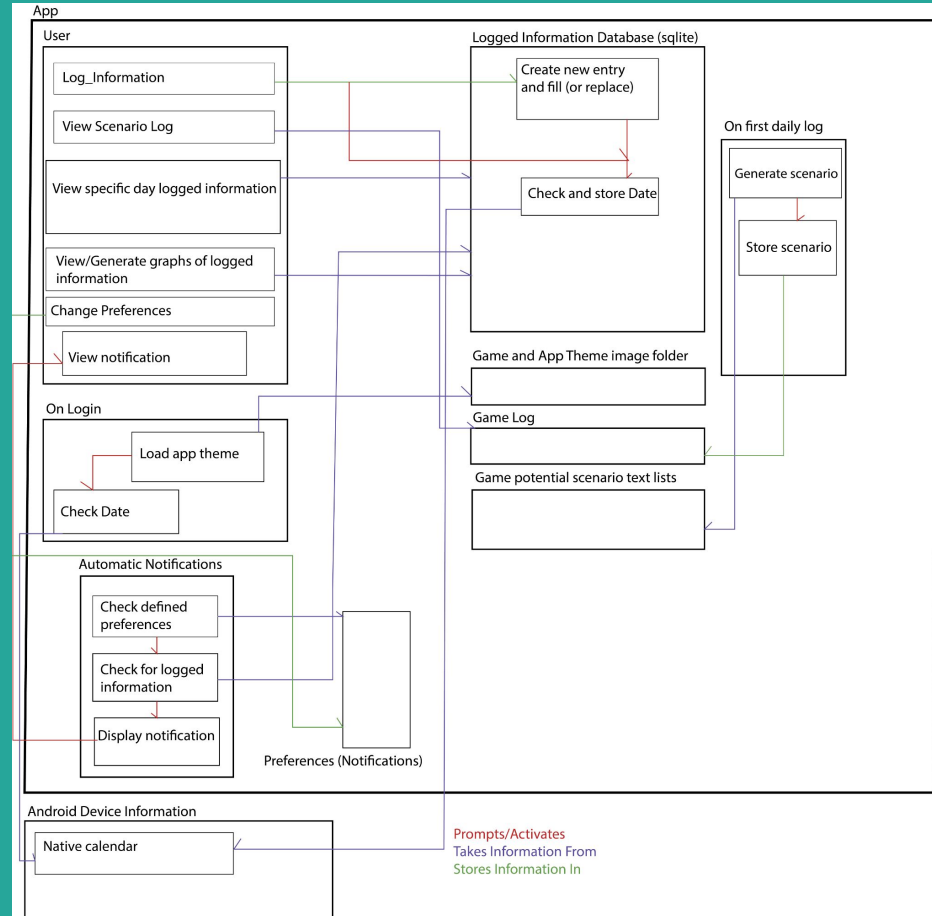 App
User
Log_Information
View Scenario Log
View specific day logged information
View/Generate graphs of logged
information
Change Preferences
View notification
On Login
Load app theme
Check Date
Automatic Notifications
Check defined
preferences
Check for logged
information
Display notification
Preferences (Notifications)
Logged Information Database (sqlite)
Create new entry
and fill (or replace)
Check and store Date
On first daily log
Generate scenario
Store scenario
Game and App Theme image folder
Game Log
Game potential scenario text lists
Android Device Information
Native calendar
Prompts/Activates
Takes Information From
Stores Information In